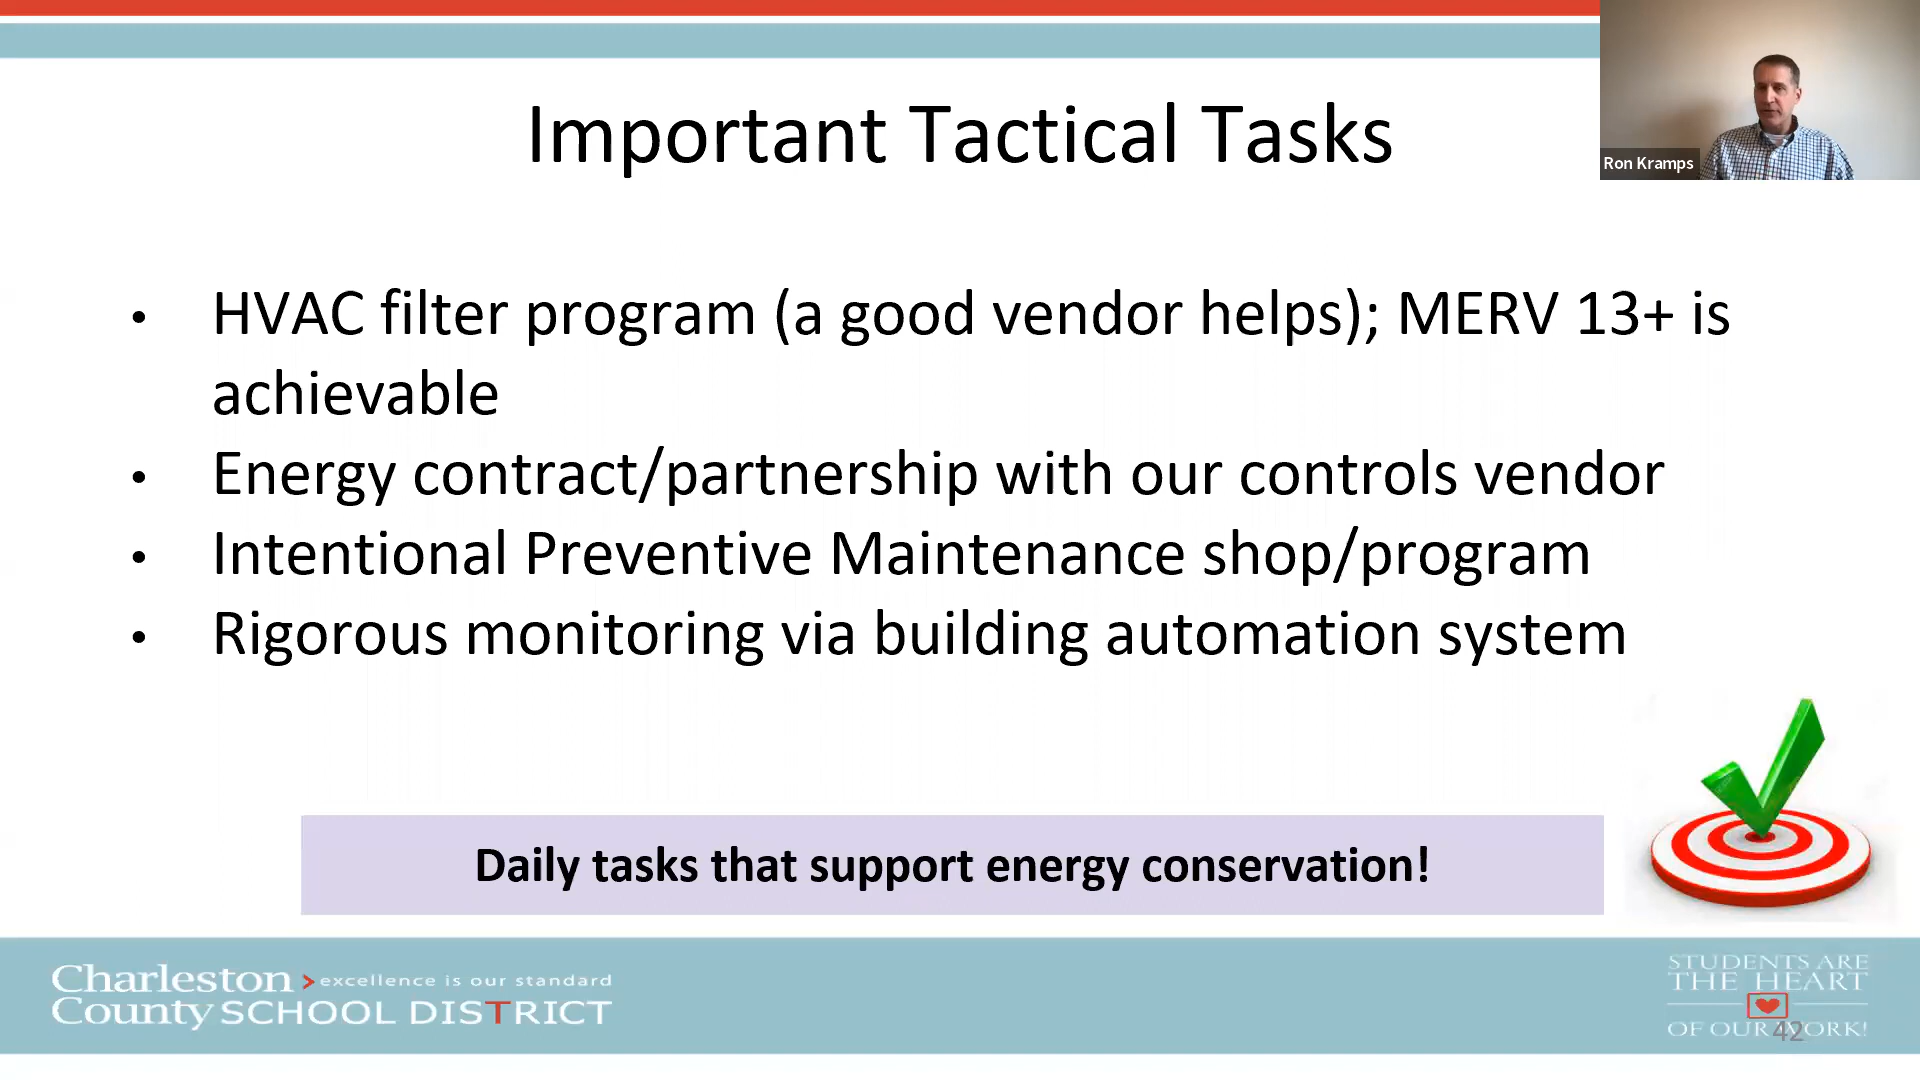 Important Tactical Tasks
Ron Kramps
• HVAC filter program (a good vendor helps); MERV 13+ is
achievable
• Energy contract/partnership with our controls vendor
• Intentional Preventive Maintenance shop/program
• Rigorous monitoring via building automation system
Daily tasks that support energy conservation!
Charleston > excellence is our standard
County SCHOOL DISTRICT
STUDENTS ARE
THE HEART
OF OUR WORK!
42